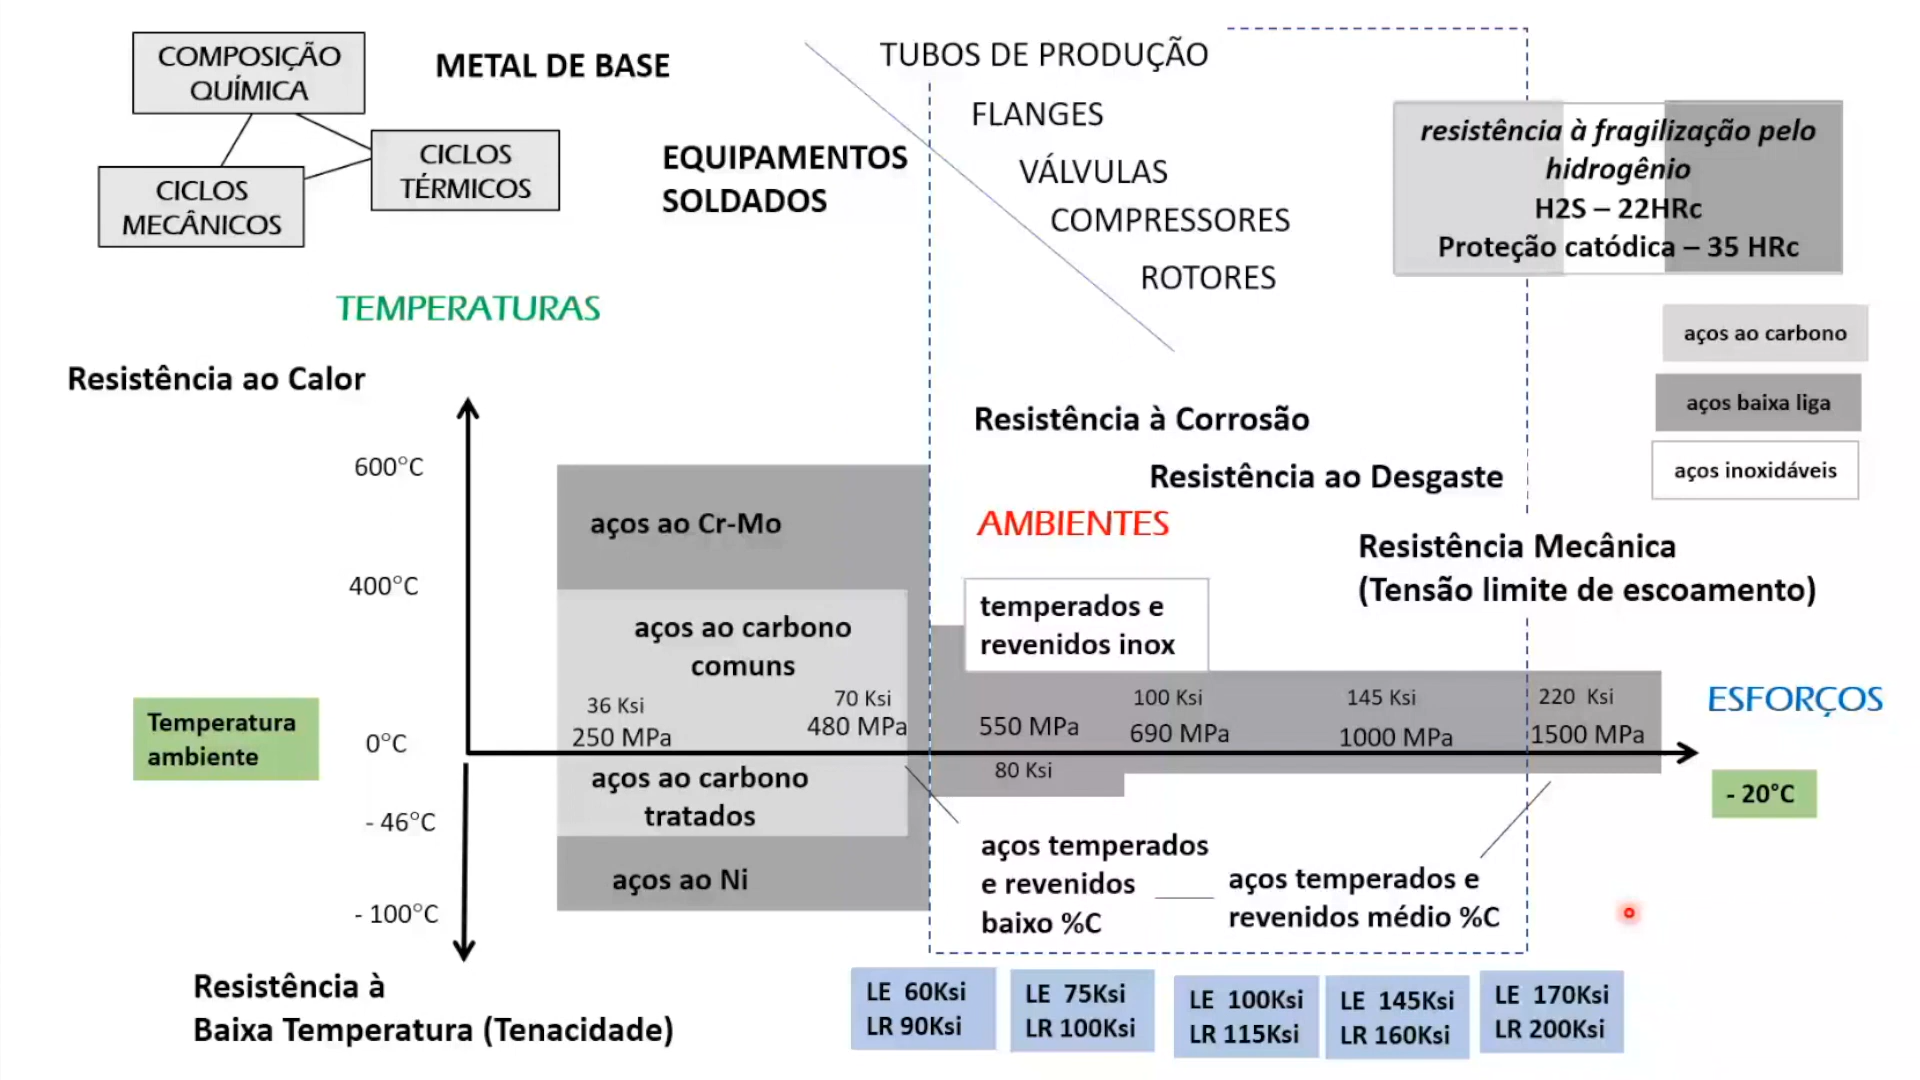 COMPOSIÇÃO
QUÍMICA
METAL DE BASE
CICLOS
TÉRMICOS
CICLOS
MECÂNICOS
EQUIPAMENTOS
SOLDADOS
TUBOS DE PRODUÇÃO
FLANGES
VÁLVULAS
COMPRESSORES
ROTORES
resistência à fragilização pelo
hidrogênio
H2S – 22HRc
Proteção catódica – 35 HRc
aços ao carbono
aços baixa liga
aços inoxidáveis
TEMPERATURAS
Resistência ao Calor
600°C
400°C
0°C
- 46°C
- 100°C
Temperatura
ambiente
Resistência à
Baixa Temperatura (Tenacidade)
aços ao Cr-Mo
aços ao carbono
comuns
36 Ksi
250 MPa
70 Ksi
480 MPa
aços ao carbono
tratados
aços ao Ni
Resistência à Corrosão
Resistência ao Desgaste
AMBIENTES
Resistência Mecânica
(Tensão limite de escoamento)
temperados e
revenidos inox
550 MPa
80 Ksi
100 Ksi
690 MPa
145 Ksi
1000 MPa
220 Ksi
1500 MPa
ESFORÇOS
- 20°C
aços temperados
e revenidos
baixo %C
aços temperados e
revenidos médio %C
LE 60Ksi
LR 90Ksi
LE 75Ksi
LR 100Ksi
LE 100Ksi
LR 115Ksi
LE 145Ksi
LR 160Ksi
LE 170Ksi
LR 200Ksi